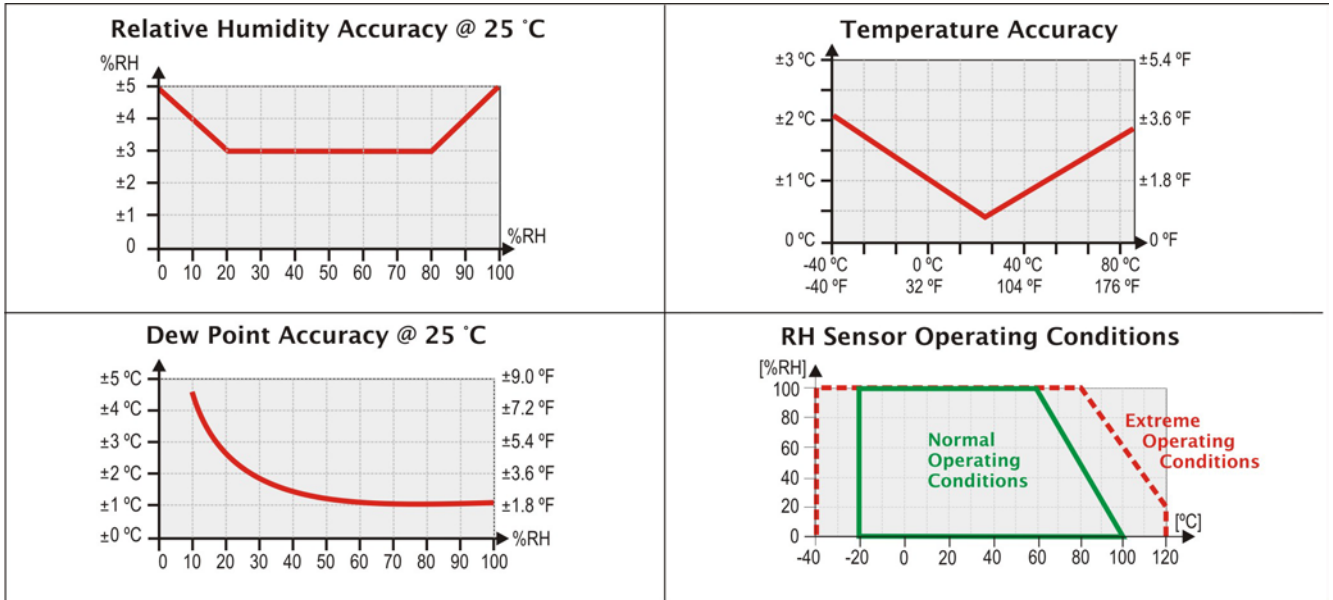 Relative Humidity Accuracy @ 25 ˚C
%RH
±5
±4
±3
±2
±1
0
0 10 20 30 40 50 60 70 80 90 100
%RH
Temperature Accuracy
±3 ºC
±2 ºC
±1 ºC
0 ºC
±5.4 ºF
±3.6 ºF
±1.8 ºF
0 ºF
-40 ºC 0 ºC 40 ºC 80 ºC
-40 ºF 32 ºF 104 ºF 176 ºF
Dew Point Accuracy @ 25 ˚C
±5 ºC
±4 ºC
±3 ºC
±2 ºC
±1 ºC
±0 ºC
±9.0 ºF
±7.2 ºF
±5.4 ºF
±3.6 ºF
±1.8 ºF
%RH
0 10 20 30 40 50 60 70 80 90 100
RH Sensor Operating Conditions
[%RH]
100
80
60
40
20
0
Normal
Operating
Conditions
Extreme
Operating
Conditions
[ºC]
-40 -20 0 20 40 60 80 100 120